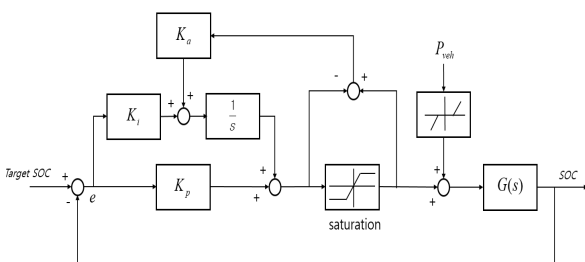 K_a
P_veh
- +
+
+
K_i
+
1/s
+
Target SOC
+
-
e
K_p
+
saturation
+
+
G(s)
SOC